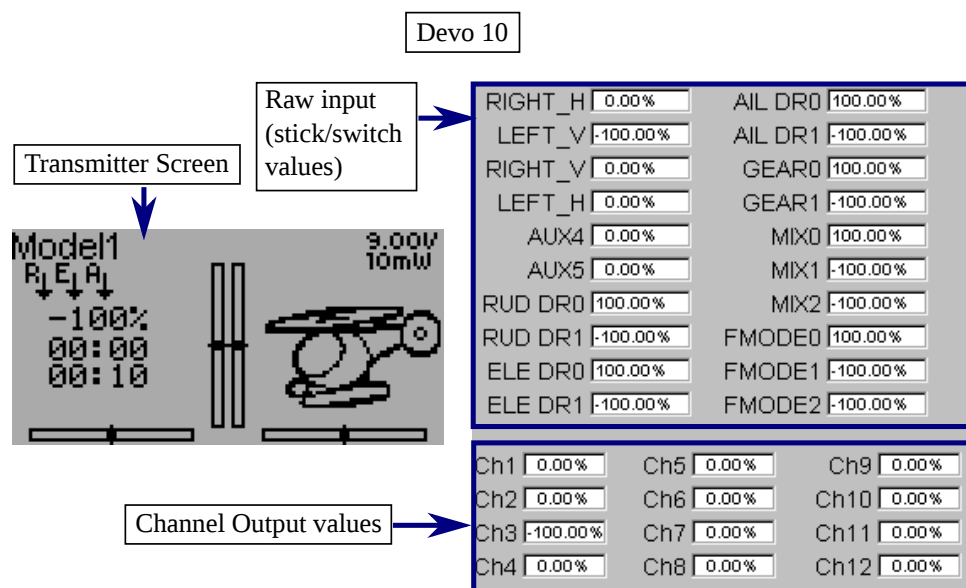 Devo 10
Raw input
(stick/switch
values)
Transmitter Screen
Model1
9.00V
10mW
R E A
-100%
00:00
00:10
RIGHT_H 0.00% AIL DR0 100.00%
LEFT_V -100.00% AIL DR1 -100.00%
RIGHT_V 0.00% GEAR0 100.00%
LEFT_H 0.00% GEAR1 -100.00%
AUX4 0.00% MIX0 100.00%
AUX5 0.00% MIX1 -100.00%
RUD DR0 100.00% MIX2 -100.00%
RUD DR1 -100.00% FMODE0 100.00%
ELE DR0 100.00% FMODE1 -100.00%
ELE DR1 -100.00% FMODE2 -100.00%
Channel Output values
Ch1 0.00% Ch5 0.00% Ch9 0.00%
Ch2 0.00% Ch6 0.00% Ch10 0.00%
Ch3 -100.00% Ch7 0.00% Ch11 0.00%
Ch4 0.00% Ch8 0.00% Ch12 0.00%